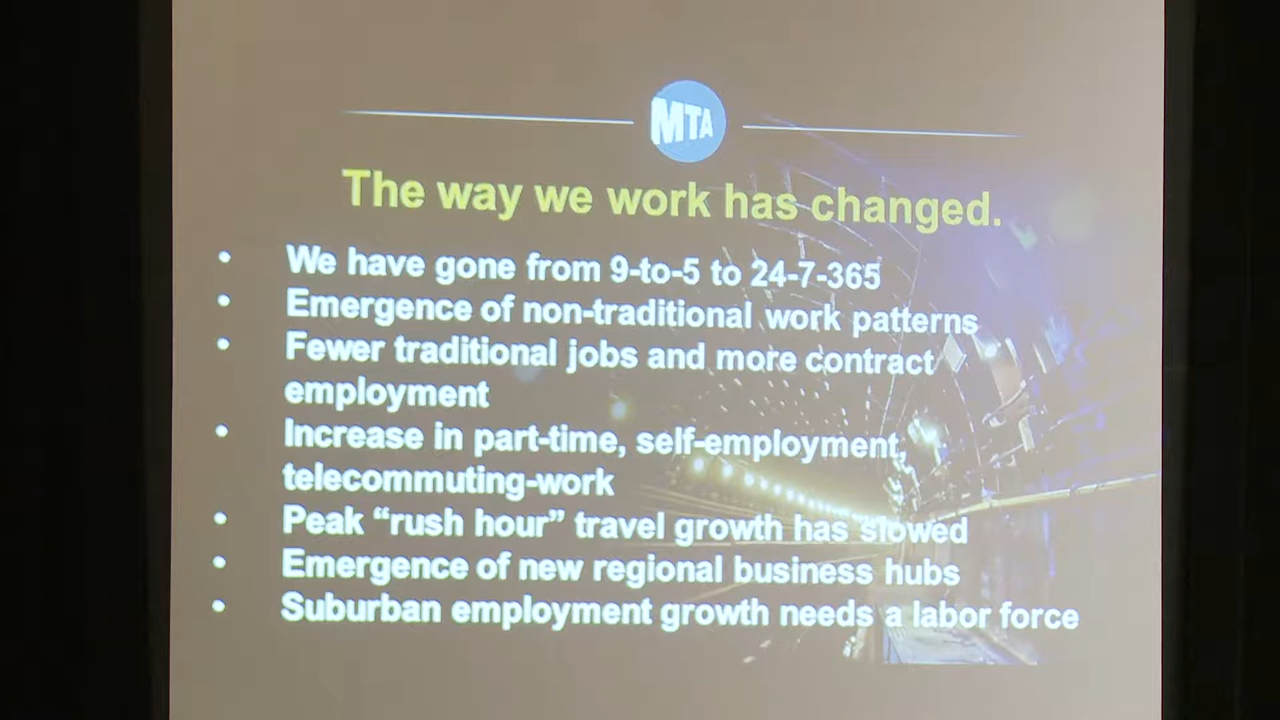 MTA
The way we work has changed.
• We have gone from 9-to-5 to 24-7-365
• Emergence of non-traditional work patterns
• Fewer traditional jobs and more contract
employment
• Increase in part-time, self-employment,
telecommuting-work
• Peak “rush hour” travel growth has slowed
• Emergence of new regional business hubs
• Suburban employment growth needs a labor force